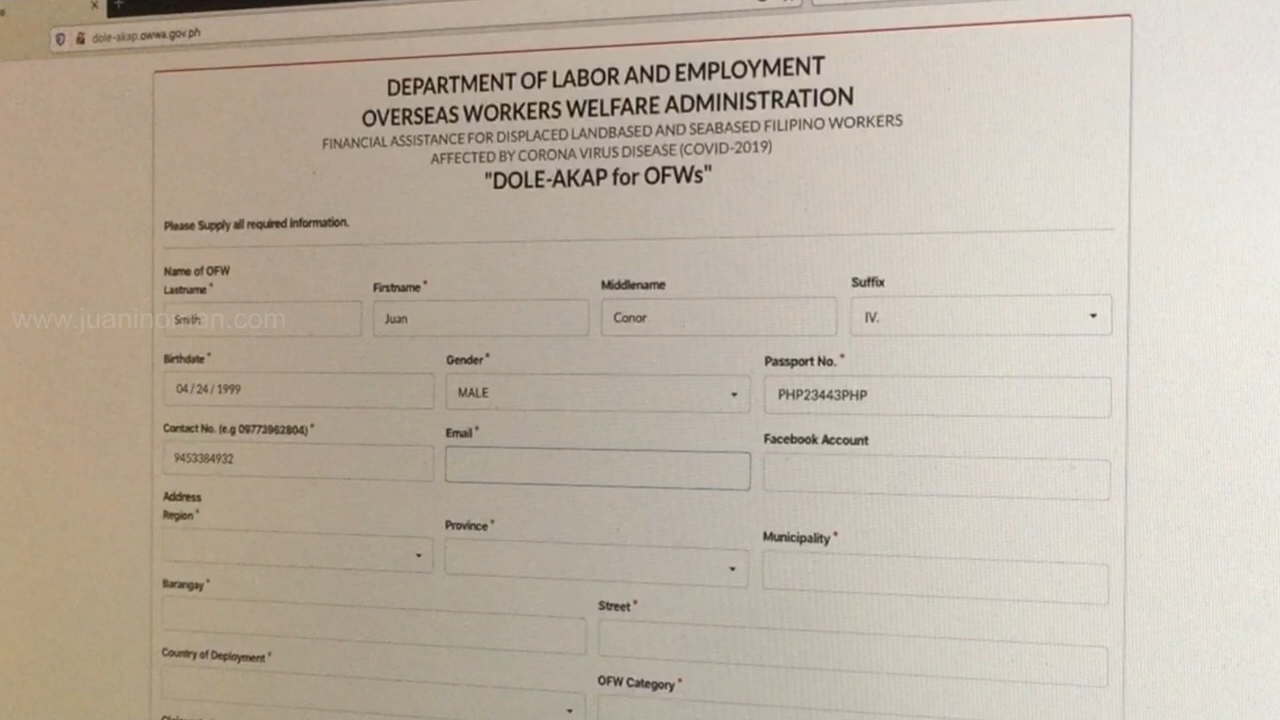 dole-akap.owwa.gov.ph
DEPARTMENT OF LABOR AND EMPLOYMENT
OVERSEAS WORKERS WELFARE ADMINISTRATION
FINANCIAL ASSISTANCE FOR DISPLACED LANDBASED AND SEABASED FILIPINO WORKERS
AFFECTED BY CORONA VIRUS DISEASE (COVID-2019)
"DOLE-AKAP for OFWs"
Please Supply all required information.
Name of OFW
Lastname * Firstname * Middlename Suffix
Smith Juan Conor IV.
www.juaninoman.com
Birthdate * Gender * Passport No. *
04 / 24 / 1999 MALE PHP23443PHP
Contact No. (e.g 09773962804) * Email * Facebook Account
9453384932
Address
Region * Province * Municipality *
Barangay * Street *
Country of Deployment * OFW Category *